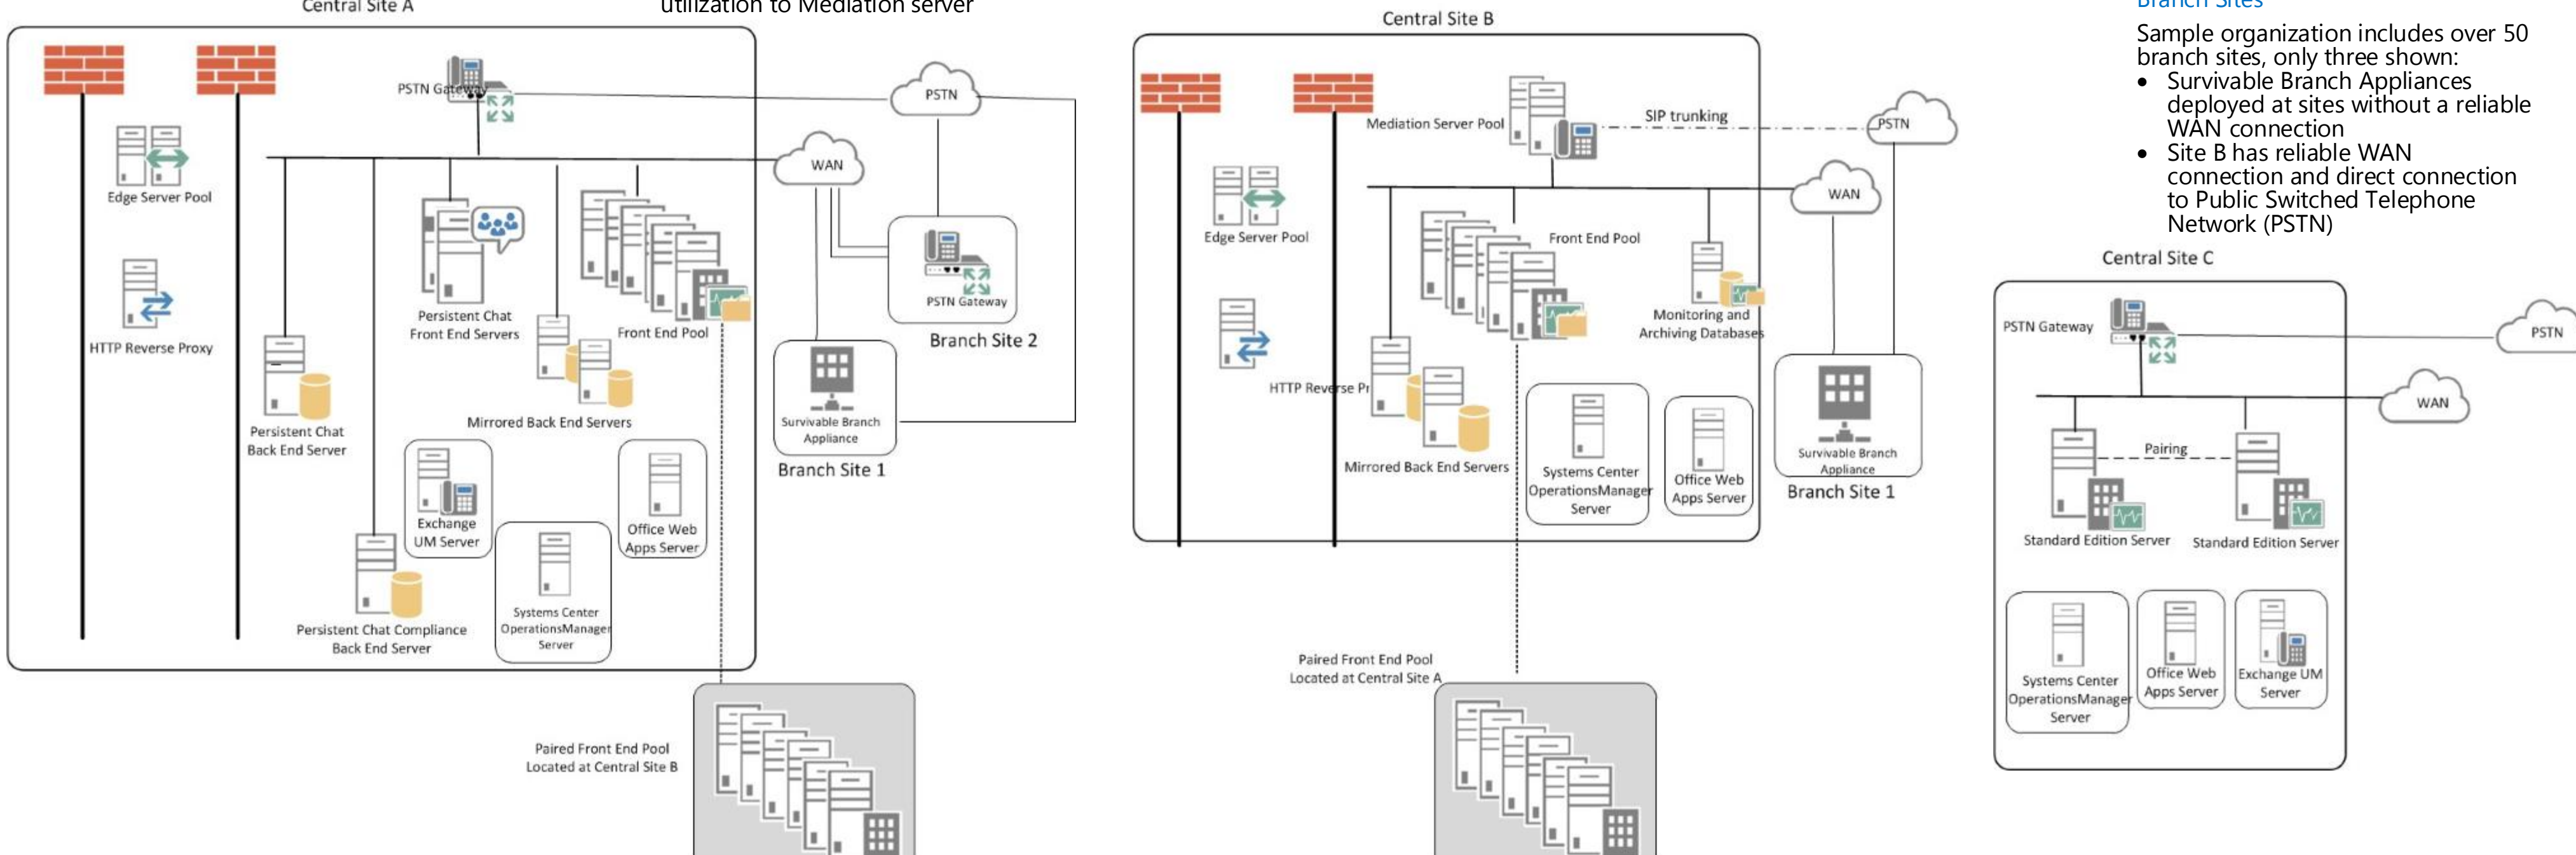 Central Site A
utilization to Mediation server
PSTN Gateway
PSTN
WAN
Edge Server Pool
HTTP Reverse Proxy
Persistent Chat
Front End Servers
Front End Pool
PSTN Gateway
Branch Site 2
Persistent Chat
Back End Server
Mirrored Back End Servers
Survivable Branch
Appliance
Branch Site 1
Exchange
UM Server
Office Web
Apps Server
Systems Center
OperationsManager
Server
Persistent Chat Compliance
Back End Server
Paired Front End Pool
Located at Central Site B
Central Site B
Mediation Server Pool
SIP trunking
PSTN
WAN
Edge Server Pool
Front End Pool
Monitoring and
Archiving Databases
HTTP Reverse Pr
Mirrored Back End Servers
Systems Center
OperationsManager
Server
Office Web
Apps Server
Survivable Branch
Appliance
Branch Site 1
Paired Front End Pool
Located at Central Site A
Branch Sites
Sample organization includes over 50
branch sites, only three shown:
• Survivable Branch Appliances
deployed at sites without a reliable
WAN connection
• Site B has reliable WAN
connection and direct connection
to Public Switched Telephone
Network (PSTN)
Central Site C
PSTN Gateway
PSTN
WAN
Pairing
Standard Edition Server
Standard Edition Server
Systems Center
OperationsManager
Server
Office Web
Apps Server
Exchange UM
Server